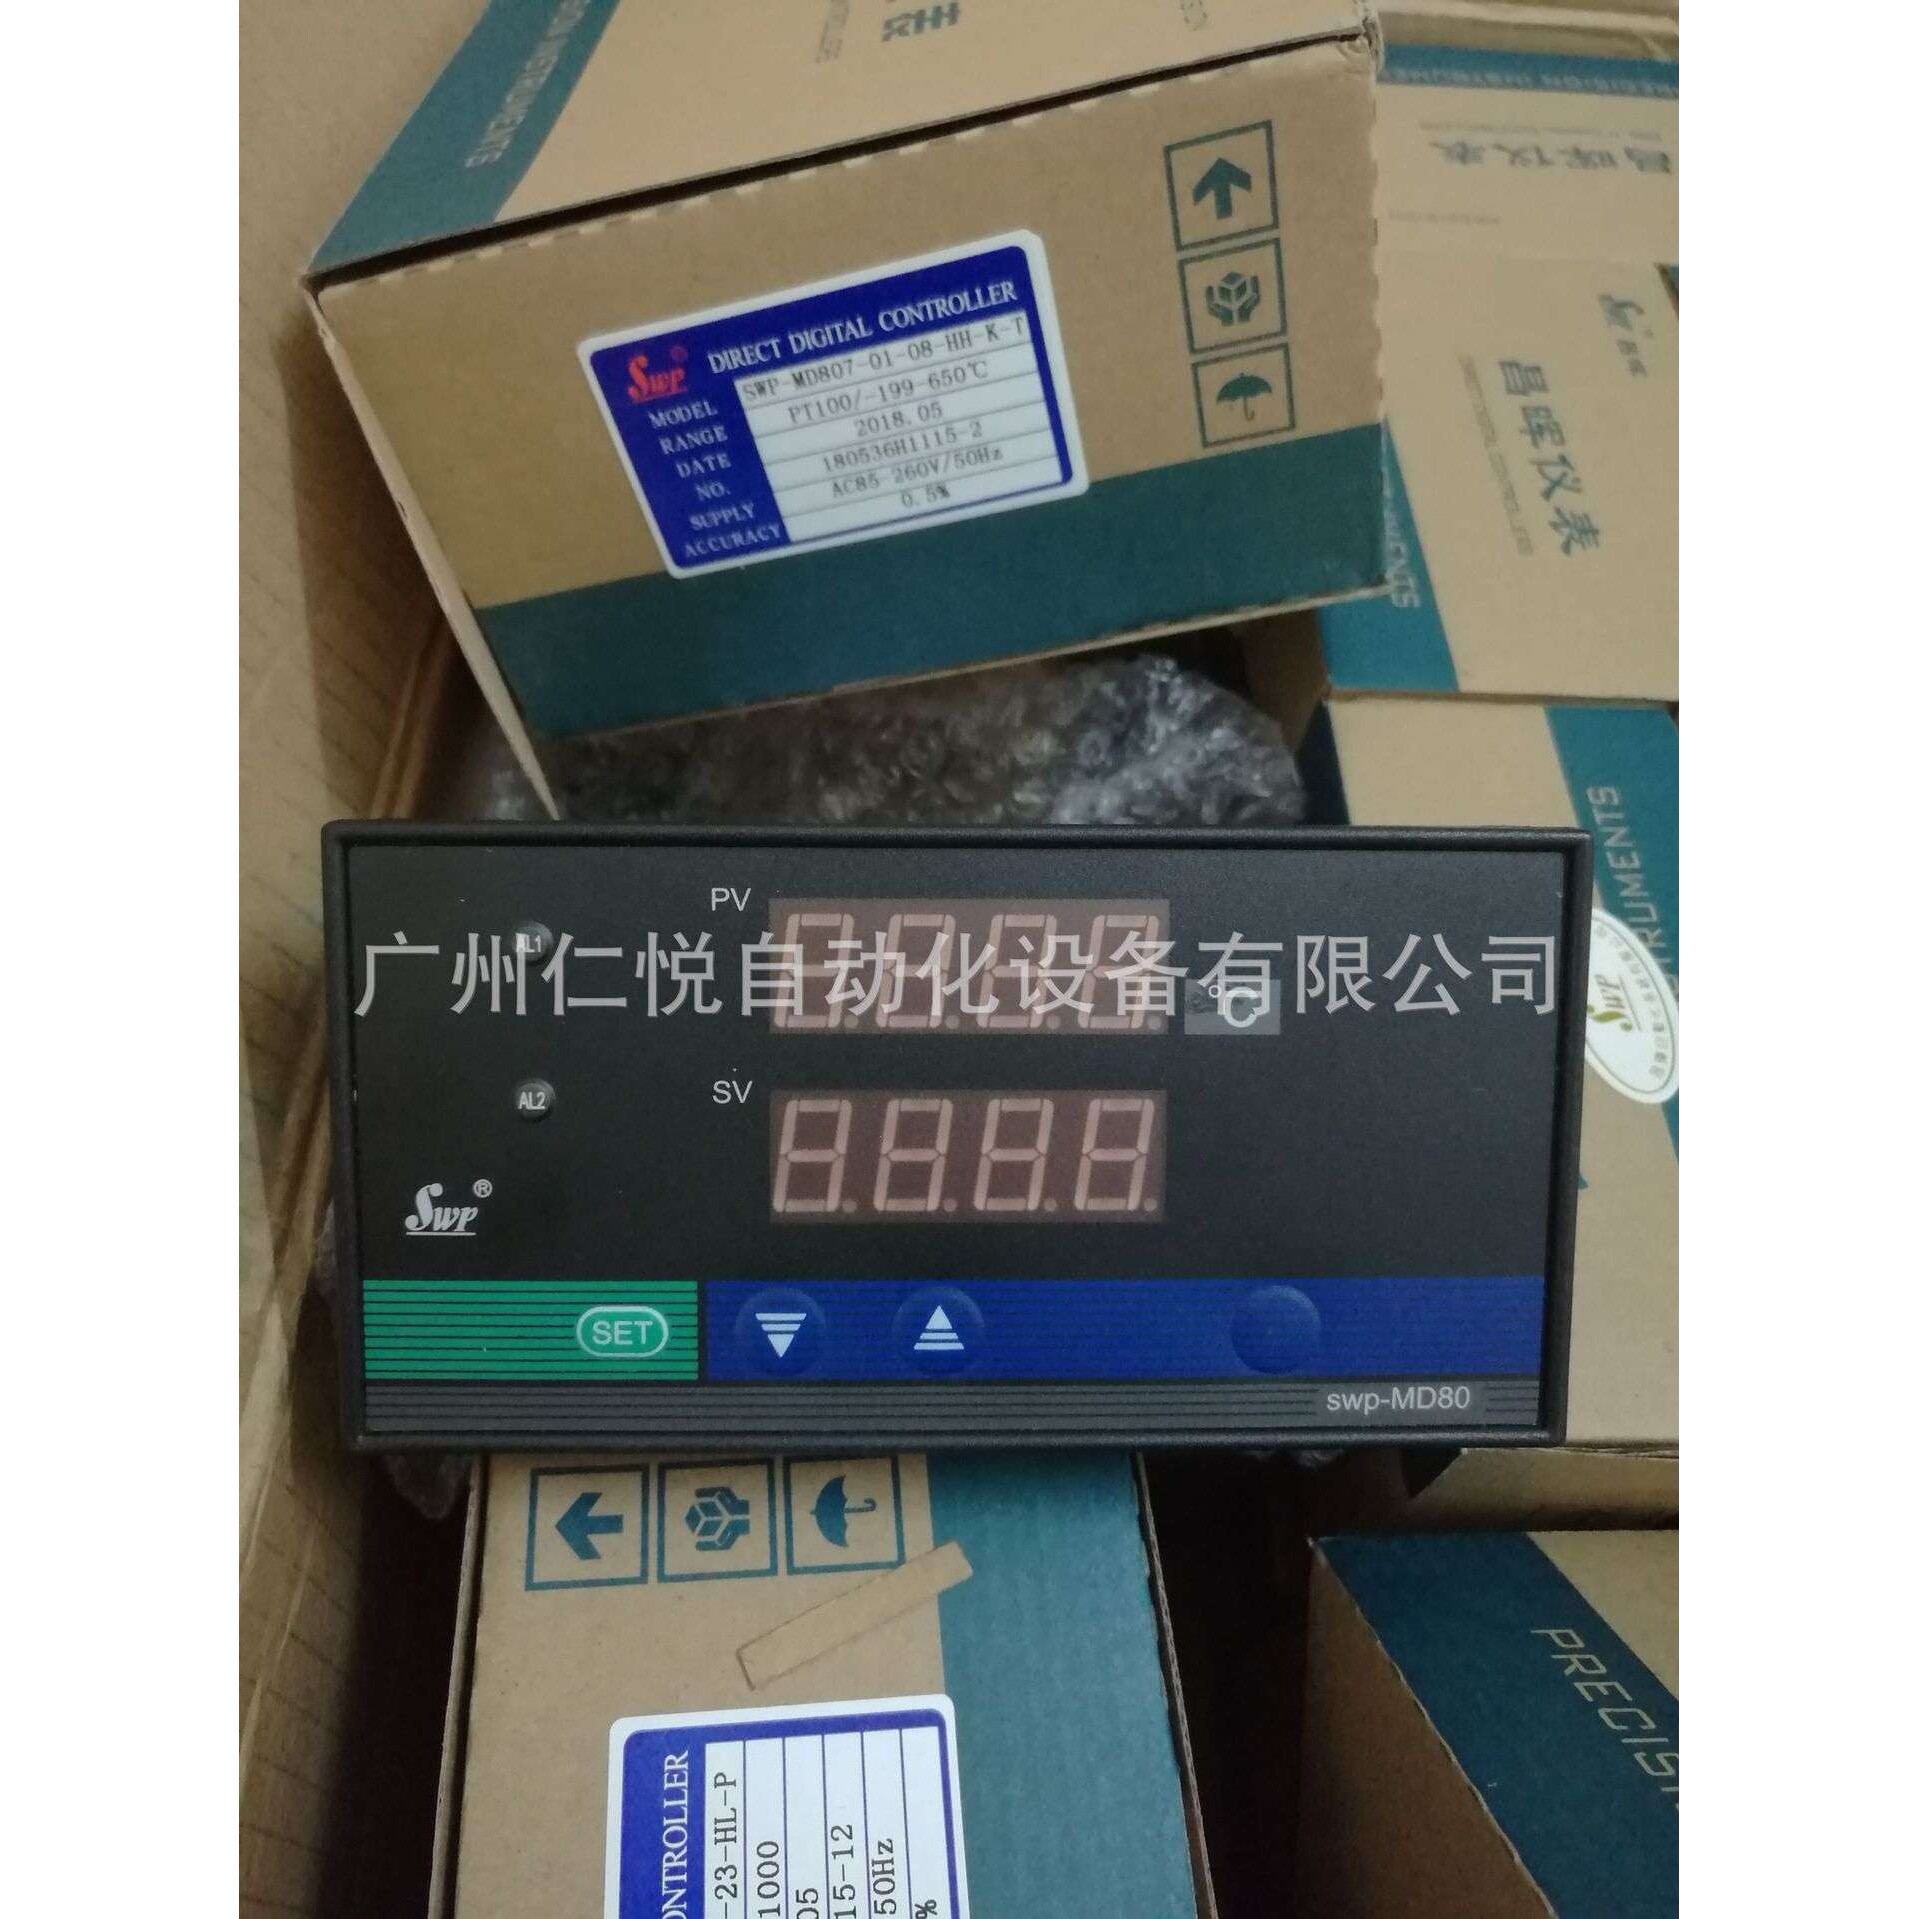 DIRECT DIGITAL CONTROLLER
Swp®
MODEL SWP-MD807-01-08-HH-K-T
RANGE PT100/-199-650℃
DATE 2018.05
NO. 180536H1115-2
SUPPLY AC85-260V/50Hz
ACCURACY 0.5%
昌晖仪表
INSTRUMENTS
PV
AL1
广州仁悦自动化设备有限公司
℃
SV
AL2
Swp®
SET
swp-MD80
Swp
ONTROLLER
-23-HL-P
1000
05
15-12
50Hz
%
PRECIS